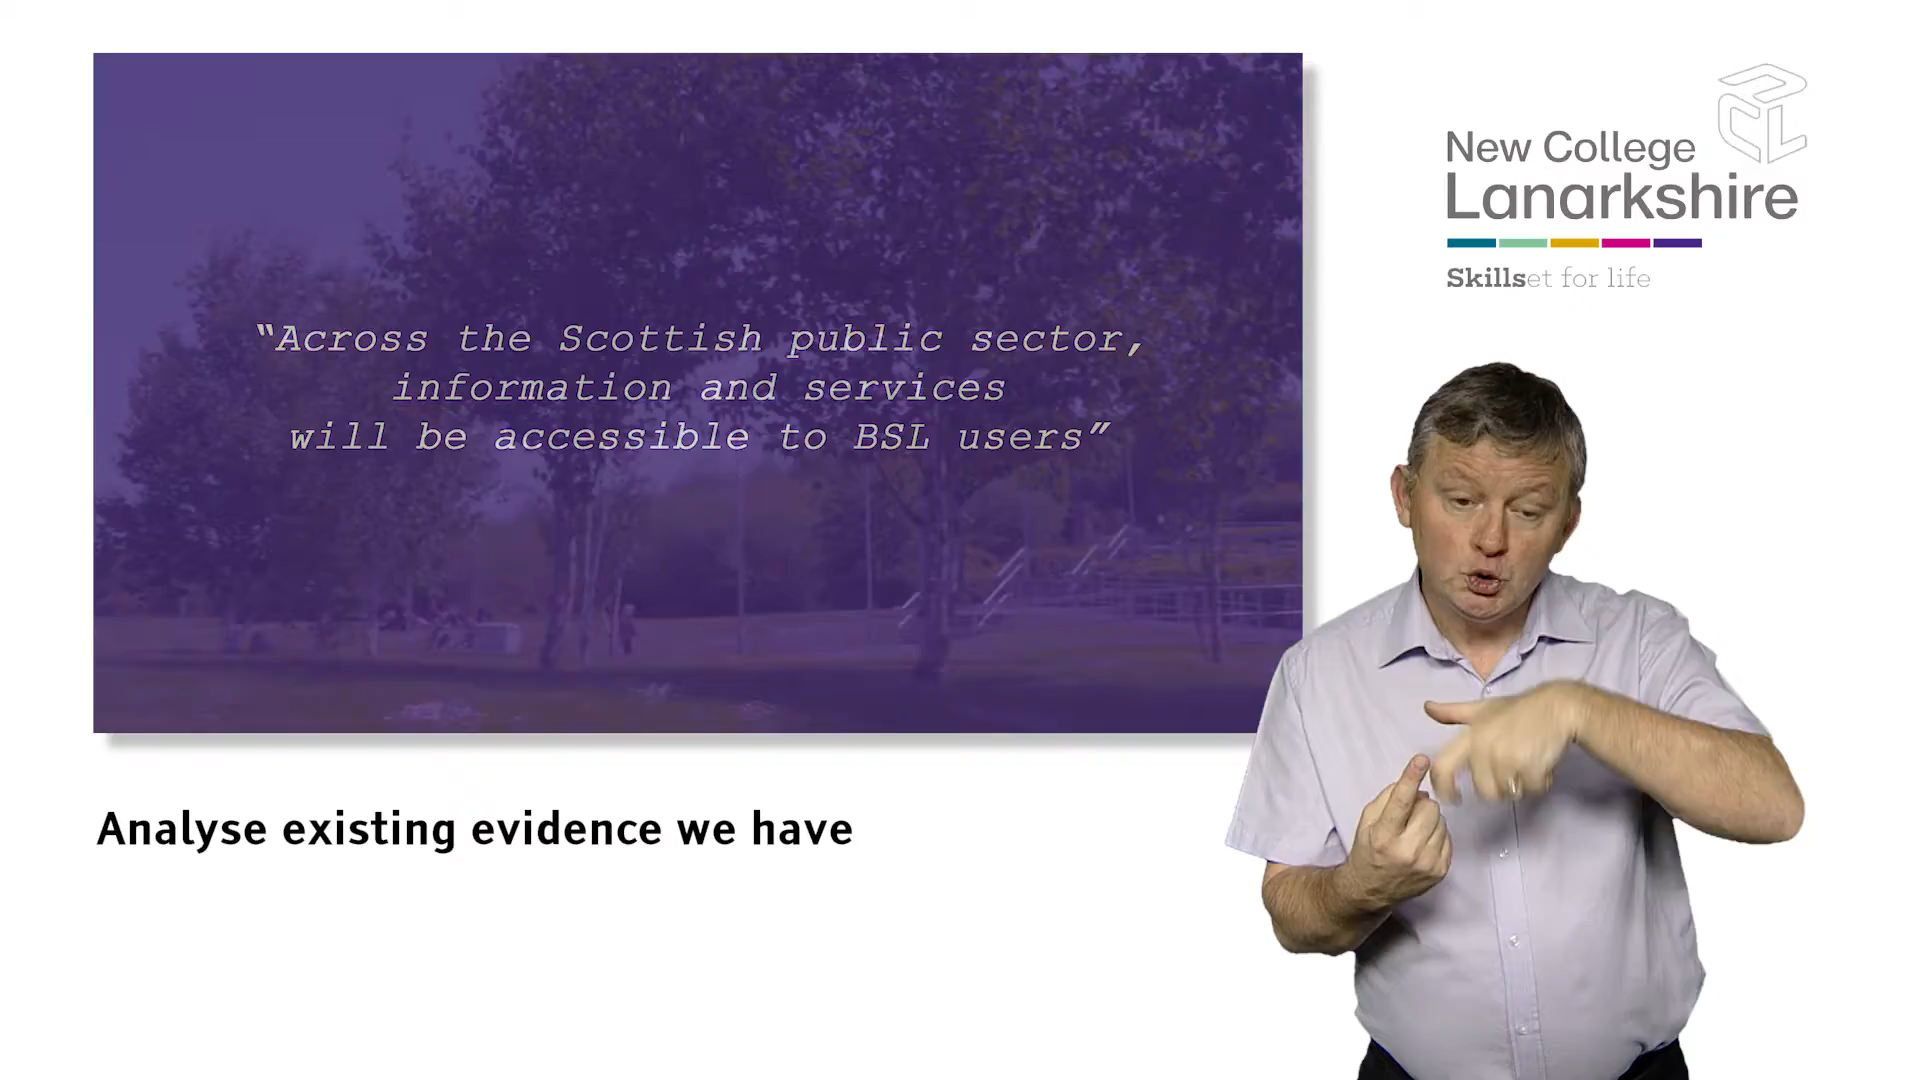 “Across the Scottish public sector,
information and services
will be accessible to BSL users”
NCL
New College
Lanarkshire
Skillset for life
Analyse existing evidence we have